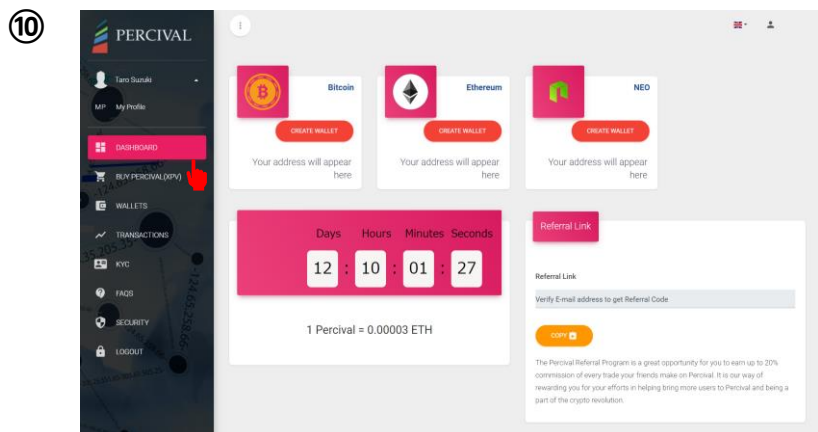 ⑩
PERCIVAL
Taro Suzuki
MP My Profile
DASHBOARD
BUY PERCIVAL(XPV)
WALLETS
TRANSACTIONS
KYC
FAQS
SECURITY
LOGOUT
Bitcoin
CREATE WALLET
Your address will appear
here
Ethereum
CREATE WALLET
Your address will appear
here
NEO
CREATE WALLET
Your address will appear
here
Days Hours Minutes Seconds
12 : 10 : 01 : 27
1 Percival = 0.00003 ETH
Referral Link
Referral Link
Verify E-mail address to get Referral Code
COPY
The Percival Referral Program is a great opportunity for you to earn up to 20%
commission of every trade your friends make on Percival. It is our way of
rewarding you for your efforts in helping bring more users to Percival and being a
part of the crypto revolution.